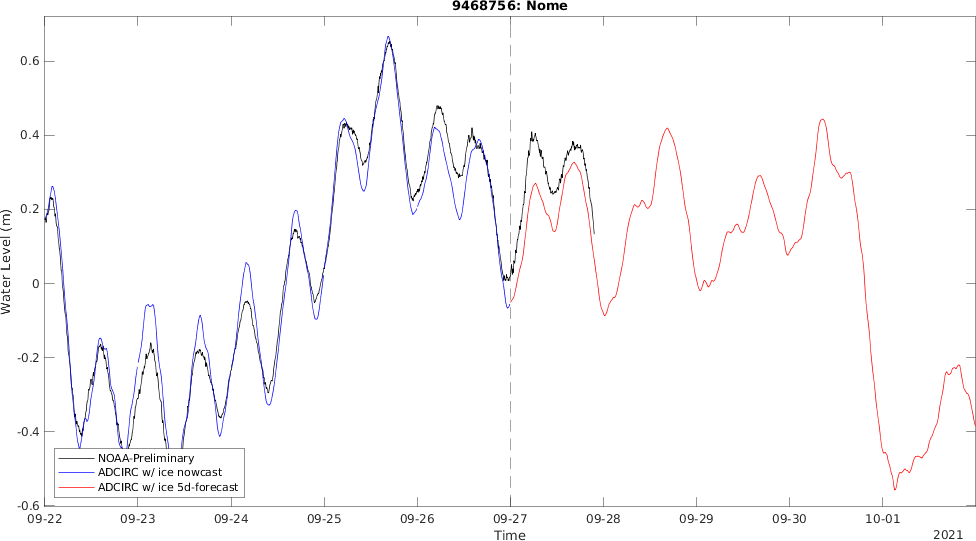 9468756: Nome
Water Level (m)
0.6
0.4
0.2
0
-0.2
-0.4
-0.6
NOAA-Preliminary
ADCIRC w/ ice nowcast
ADCIRC w/ ice 5d-forecast
09-22 09-23 09-24 09-25 09-26 09-27 09-28 09-29 09-30 10-01
Time
2021